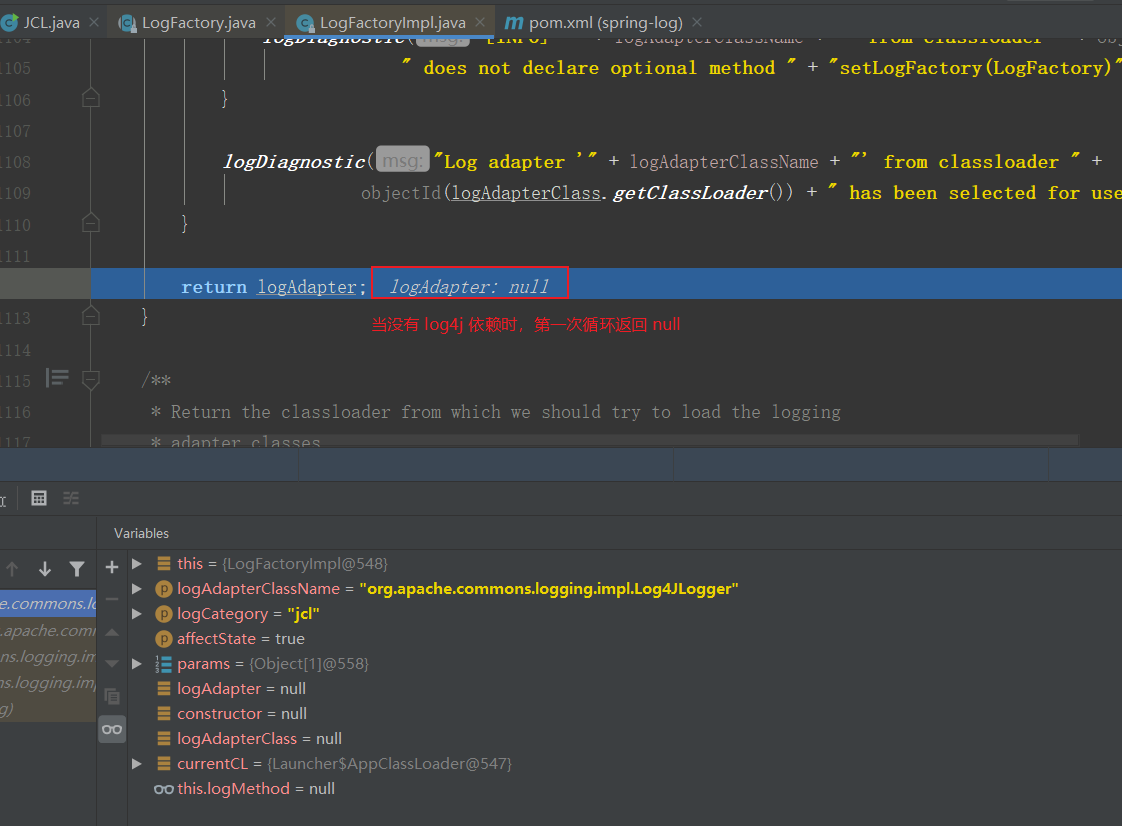 JCL.java × LogFactory.java × LogFactoryImpl.java × pom.xml (spring-log) ×
1104 logDiagnostic( msg: "[INFO] logAdapterClassName + "' from classloader " + obj
1105 " does not declare optional method " + "setLogFactory(LogFactory)"
1106 }
1107
1108 logDiagnostic( msg: "Log adapter '" + logAdapterClassName + "' from classloader " +
1109 objectId(logAdapterClass.getClassLoader()) + " has been selected for use
1110 }
1111
return logAdapter; logAdapter: null
1113 }
当没有 log4j 依赖时，第一次循环返回 null
1114
1115 /**
1116 * Return the classloader from which we should try to load the logging
1117 * adapter classes
Variables
this = {LogFactoryImpl@548}
logAdapterClassName = "org.apache.commons.logging.impl.Log4JLogger"
logCategory = "jcl"
affectState = true
params = {Object[1]@558}
logAdapter = null
constructor = null
logAdapterClass = null
currentCL = {Launcher$AppClassLoader@547}
this.logMethod = null
e.commons.lo
.apache.comm
ns.logging.im
ns.logging.imp
g)